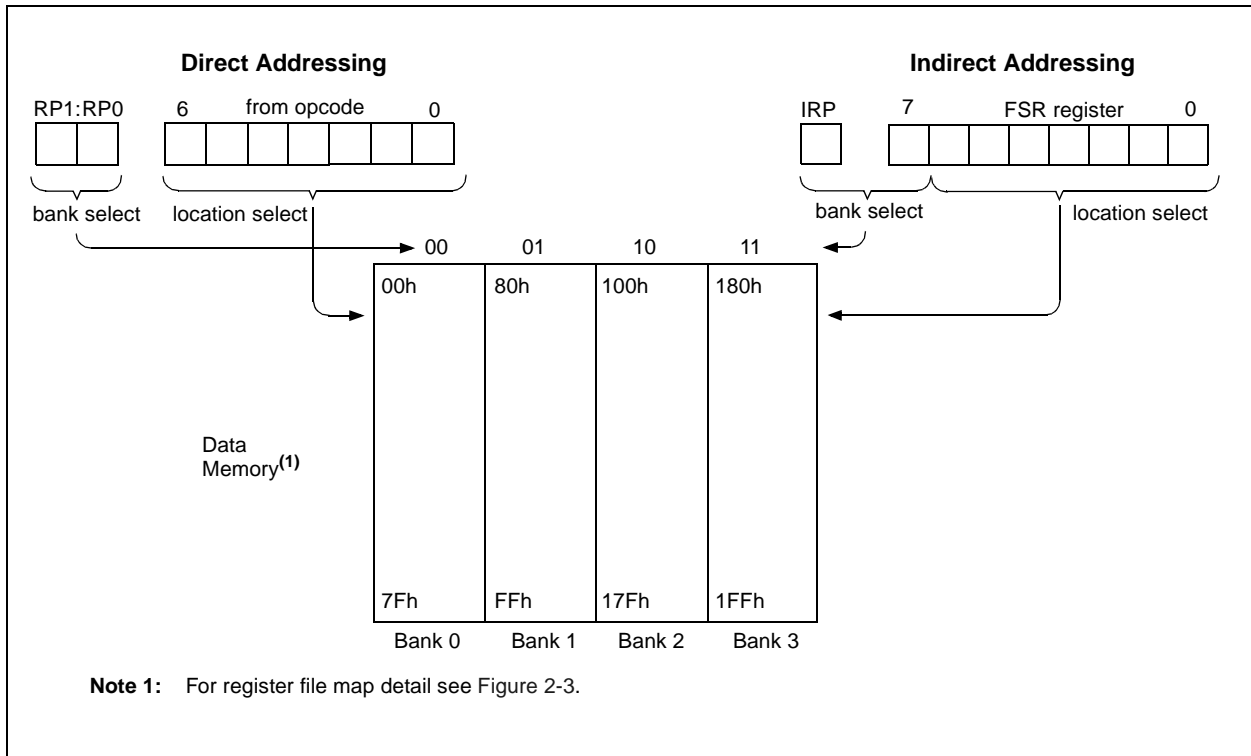 Direct Addressing
Indirect Addressing
RP1:RP0 6 from opcode 0
IRP 7 FSR register 0
bank select location select
bank select location select
00 01 10 11
00h 80h 100h 180h
Data
Memory(1)
7Fh FFh 17Fh 1FFh
Bank 0 Bank 1 Bank 2 Bank 3
Note 1: For register file map detail see Figure 2-3.